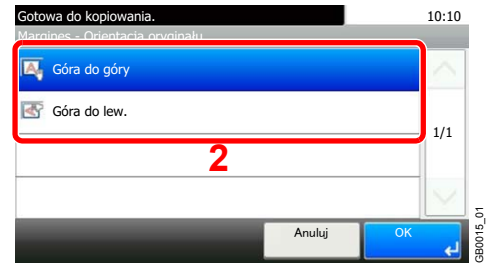 Gotowa do kopiowania. 10:10
Margines - Orientacja oryginału
Góra do góry
Góra do lew.
1/1
2
Anuluj OK
GB0015_01